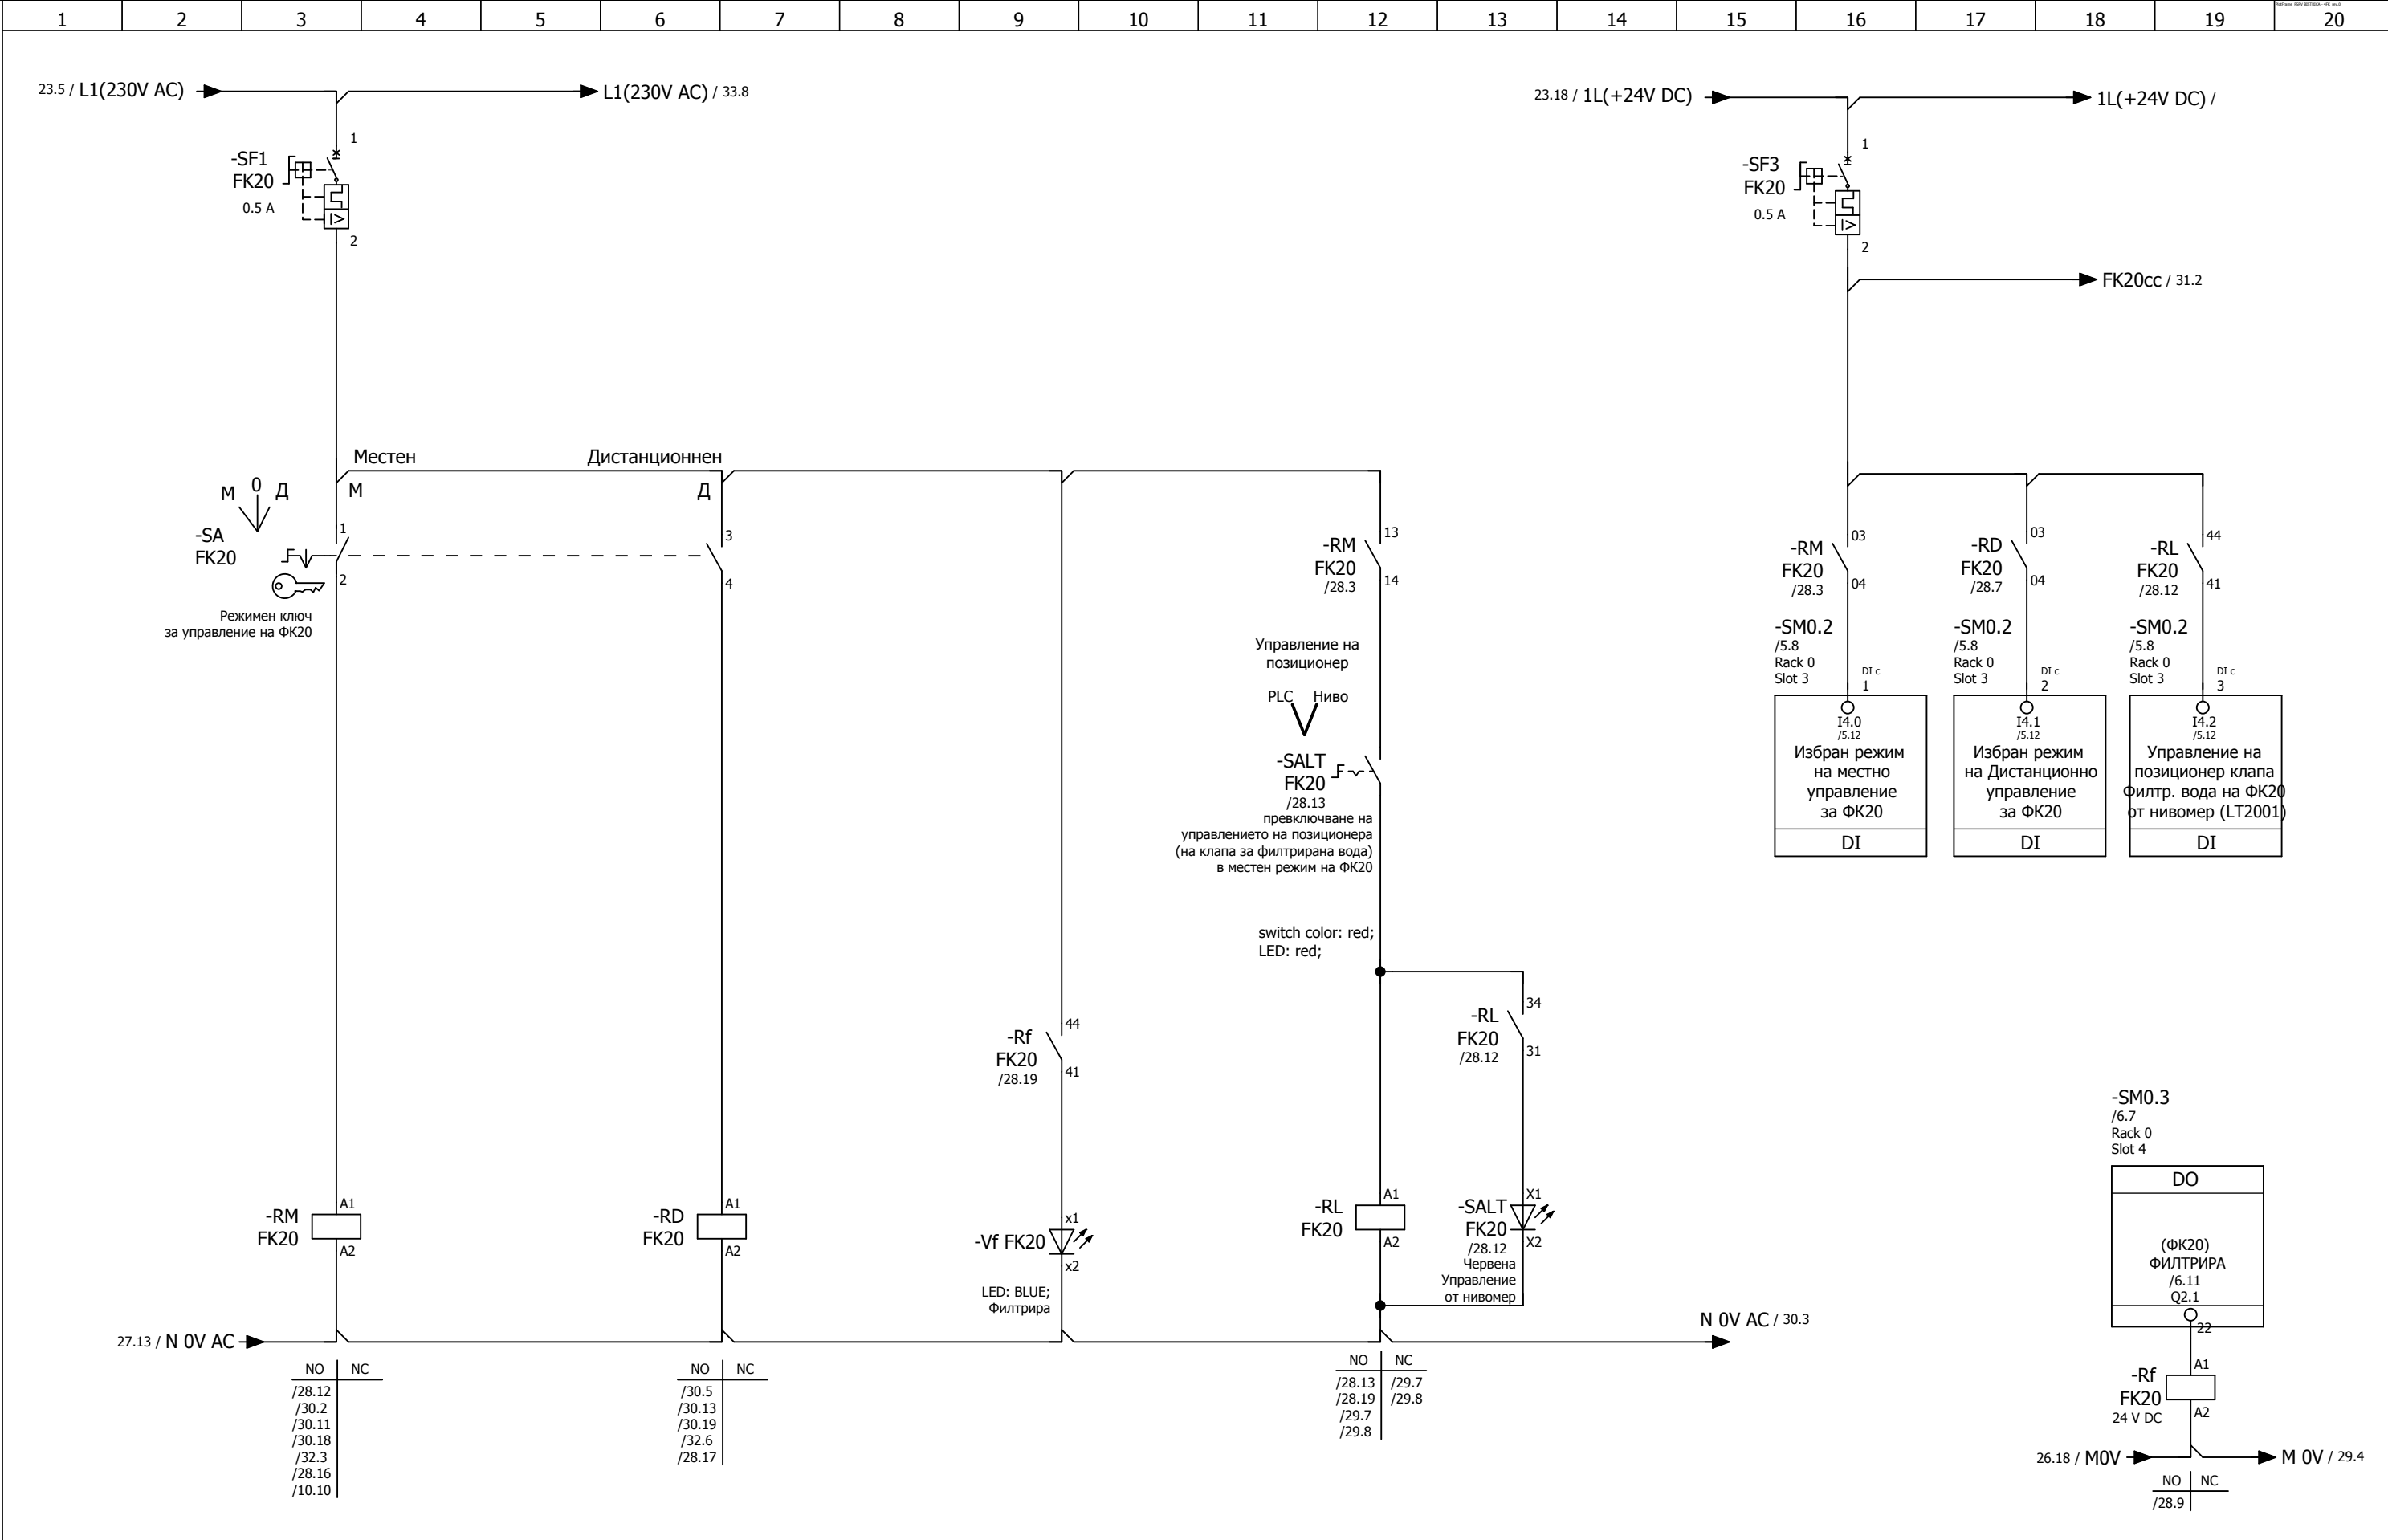 1 2 3 4 5 6 7 8 9 10 11 12 13 14 15 16 17 18 19 20
23.5 / L1(230V AC)
L1(230V AC) / 33.8
23.18 / 1L(+24V DC)
1L(+24V DC) /
1
-SF1
FK20
0.5 A
2
1
-SF3
FK20
0.5 A
2
FK20cc / 31.2
Местен
Дистанционнен
М 0 Д
М
Д
-SA
FK20
1
2
3
4
Режимен ключ
за управление на ФК20
-RM
FK20
/28.3
13
14
Управление на
позиционер
PLC Ниво
-SALT
FK20
/28.13
превключване на
управлението на позиционера
(на клапа за филтрирана вода)
в местен режим на ФК20
switch color: red;
LED: red;
-RM
FK20
/28.3
03
04
-RD
FK20
/28.7
03
04
-RL
FK20
/28.12
44
41
-SM0.2
/5.8
Rack 0
Slot 3
DI c
1
I4.0
/5.12
Избран режим
на местно
управление
за ФК20
DI
-SM0.2
/5.8
Rack 0
Slot 3
DI c
2
I4.1
/5.12
Избран режим
на Дистанционно
управление
за ФК20
DI
-SM0.2
/5.8
Rack 0
Slot 3
DI c
3
I4.2
/5.12
Управление на
позиционер клапа
Филтр. вода на ФК20
от нивомер (LT2001)
DI
-Rf
FK20
/28.19
44
41
-RL
FK20
/28.12
34
31
-RM
FK20
A1
A2
-RD
FK20
A1
A2
-Vf FK20
x1
x2
LED: BLUE;
Филтрира
-RL
FK20
A1
A2
-SALT
FK20
/28.12
X1
X2
Червена
Управление
от нивомер
-SM0.3
/6.7
Rack 0
Slot 4
DO
(ФК20)
ФИЛТРИРА
/6.11
Q2.1
22
-Rf
FK20
24 V DC
A1
A2
27.13 / N 0V AC
N 0V AC / 30.3
26.18 / M0V
M 0V / 29.4
NO NC
/28.12
/30.2
/30.11
/30.18
/32.3
/28.16
/10.10
NO NC
/30.5
/30.13
/30.19
/32.6
/28.17
NO NC
/28.13 /29.7
/28.19 /29.8
/29.7
/29.8
NO NC
/28.9